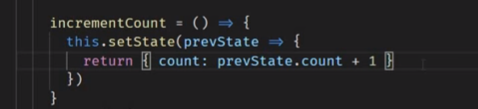 incrementCount = () => {
this.setState(prevState => {
return { count: prevState.count + 1 }
})
}